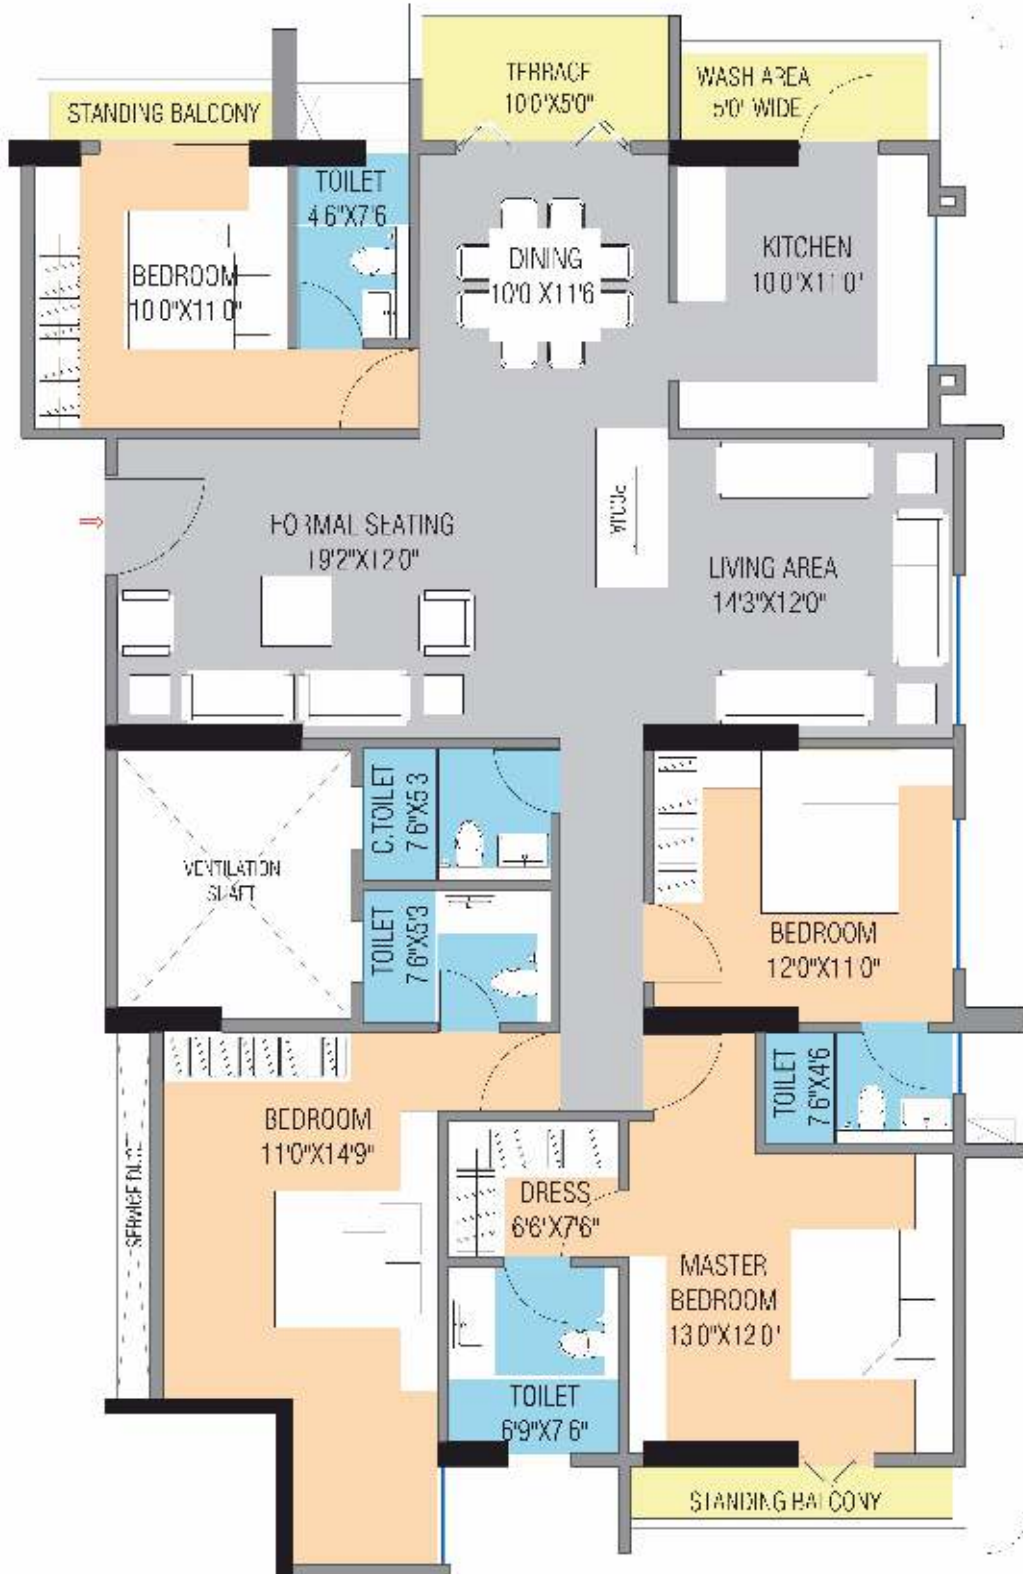 TERRACE
10'0"X5'0"
WASH AREA
5'0" WIDE
STANDING BALCONY
TOILET
4'6"X7'6
BEDROOM
10'0"X11'0"
DINING
10'0 X11'6
KITCHEN
10'0"X11'0'
FORMAL SEATING
19'2"X12'0"
POOJA
LIVING AREA
14'3"X12'0"
C.TOILET
7'6"X5'3
VENTILATION
SHAFT
TOILET
7'6"X5'3
BEDROOM
12'0"X11'0"
TOILET
7'6"X4'6
BEDROOM
11'0"X14'9"
SERVICE DUCT
DRESS
6'6'X7'6"
MASTER
BEDROOM
13'0"X12'0'
TOILET
6'9"X7'6"
STANDING BALCONY